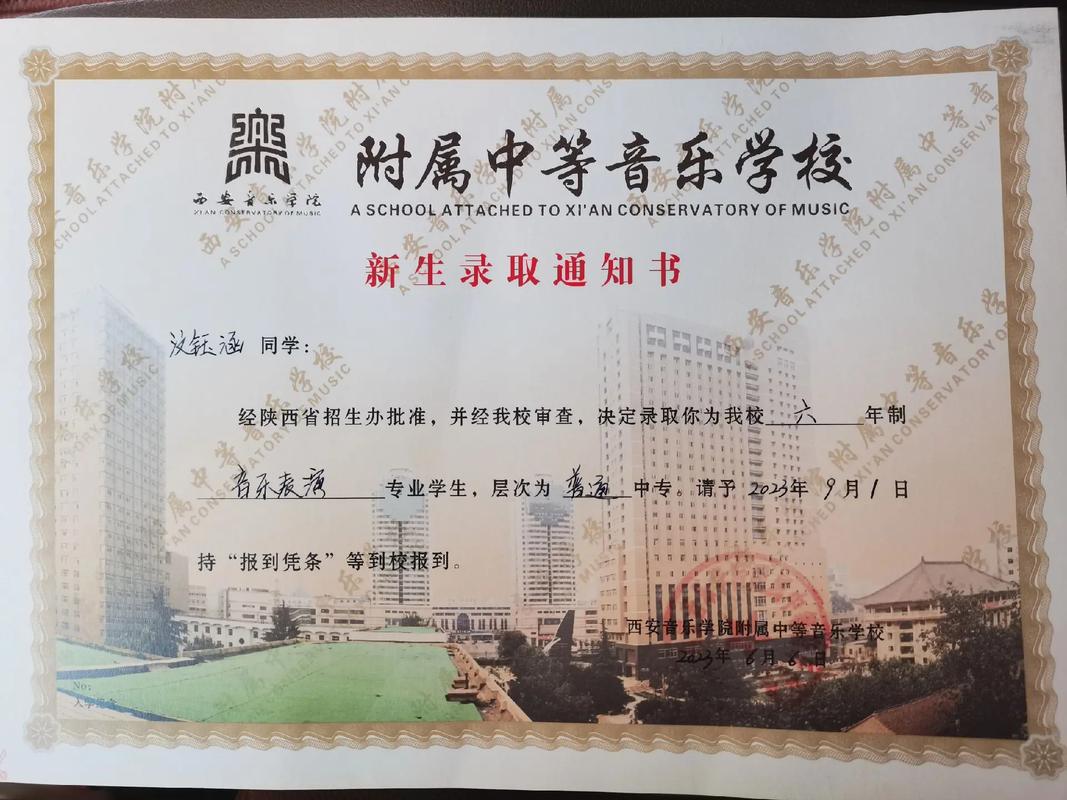 西安音乐学院
XI'AN CONSERVATORY OF MUSIC
附属中等音乐学校
A SCHOOL ATTACHED TO XI'AN CONSERVATORY OF MUSIC
新生录取通知书
钰涵 同学：
经陕西省招生办批准，并经我校审查，决定录取你为我校 六 年制
音乐表演 专业学生，层次为 普通 中专。请予 2023年 9月1日
持“报到凭条”等到校报到。
西安音乐学院附属中等音乐学校
2023年 6月 6日
No: